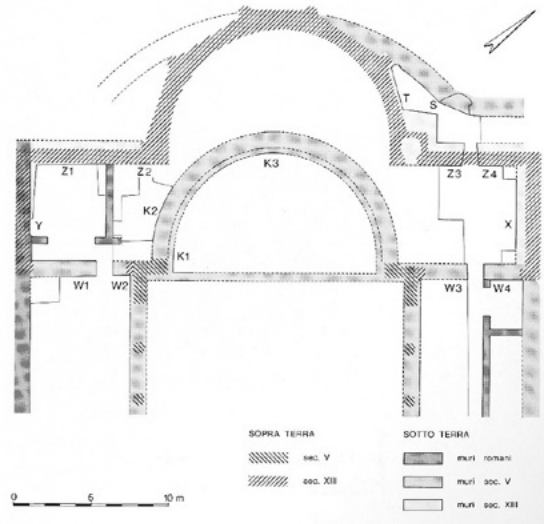 T
S
K3
Z1
Z2
Z3
Z4
K2
Y
X
K1
W1
W2
W3
W4
SOPRA TERRA
sec. V
sec. XIII
SOTTO TERRA
muri romani
muri sec. V
muri sec. XIII
0 5 10 m